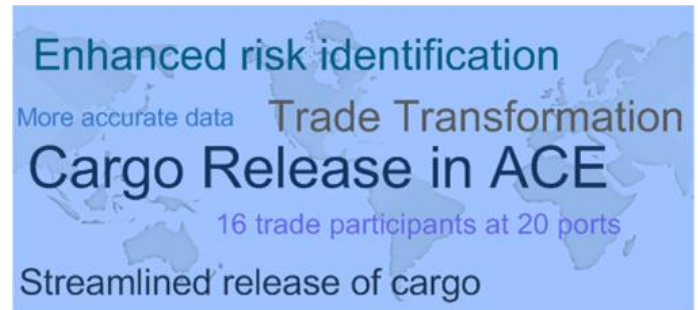 Enhanced risk identification
More accurate data
Trade Transformation
Cargo Release in ACE
16 trade participants at 20 ports
Streamlined release of cargo